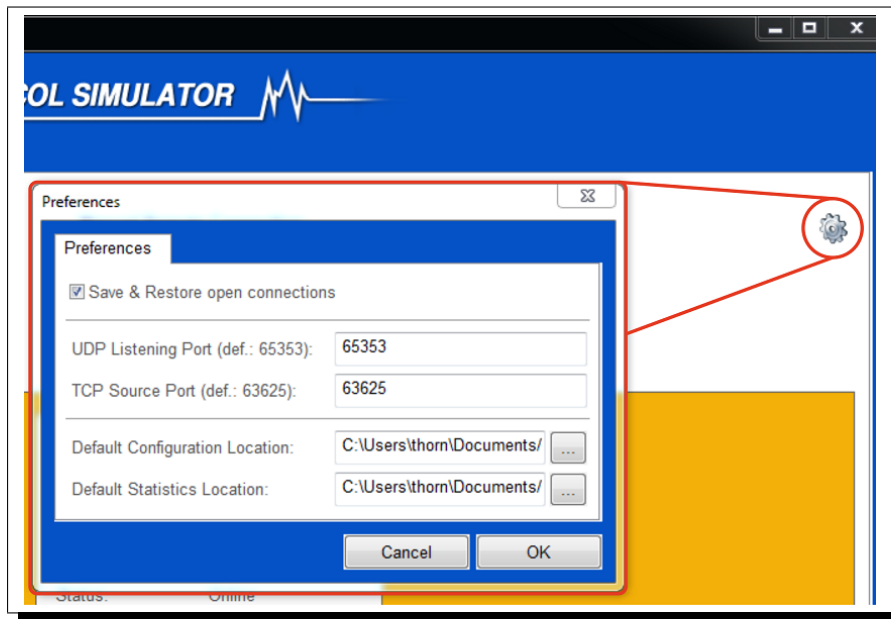 COL SIMULATOR
Preferences
Preferences
Save & Restore open connections
UDP Listening Port (def.: 65353): 65353
TCP Source Port (def.: 63625): 63625
Default Configuration Location: C:\Users\thorn\Documents/ ...
Default Statistics Location: C:\Users\thorn\Documents/ ...
Cancel OK
Status: Online